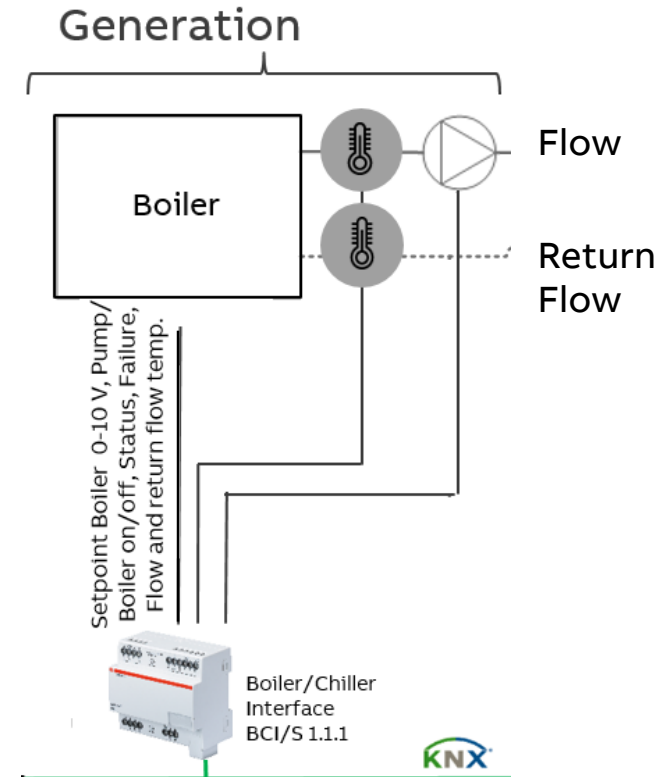 Generation
Boiler
Flow
Return
Flow
Setpoint Boiler 0-10 V, Pump/
Boiler on/off, Status, Failure,
Flow and return flow temp.
Boiler/Chiller
Interface
BCI/S 1.1.1
KNX